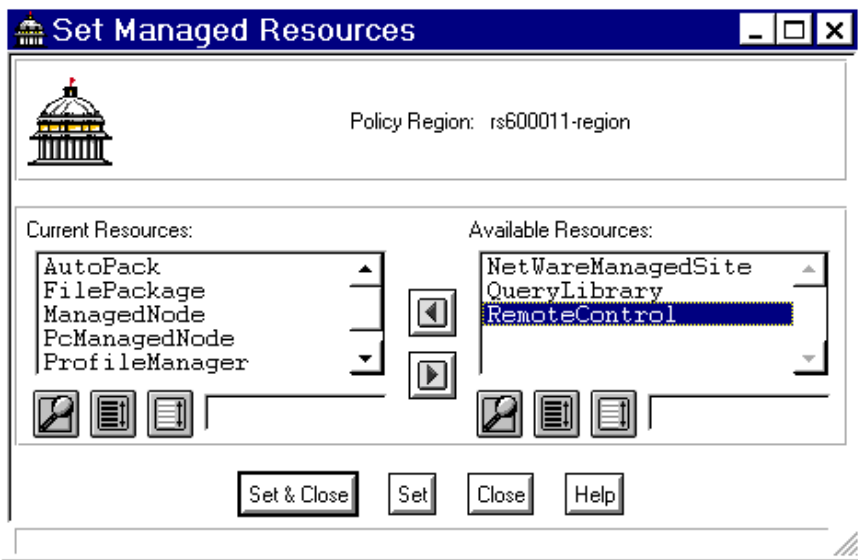 Set Managed Resources
Policy Region: rs600011-region
Current Resources:
AutoPack
FilePackage
ManagedNode
PcManagedNode
ProfileManager
Available Resources:
NetWareManagedSite
QueryLibrary
RemoteControl
Set & Close
Set
Close
Help